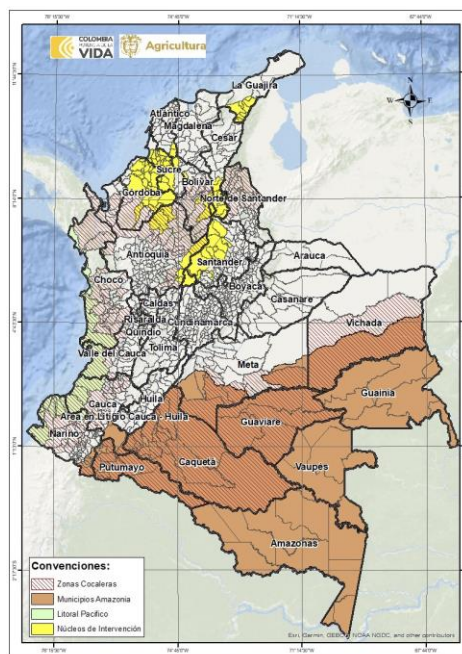 COLOMBIA
POTENCIA DE LA
VIDA
Agricultura
N
W
E
S
La Guajira
Atlántico
Magdalena
Cesar
Sucre
Córdoba
Bolívar
Norte de Santander
Antioquia
Santander
Arauca
Chocó
Boyacá
Casanare
Caldas
Risaralda
Cundinamarca
Vichada
Quindío
Tolima
Valle del Cauca
Meta
Guainía
Huila
Cauca
Área en Litigio Cauca - Huila
Guaviare
Nariño
Vaupés
Putumayo
Caquetá
Amazonas
Convenciones:
Zonas Cocaleras
Municipios Amazonia
Litoral Pacifico
Núcleos de Intervención
Esri, Garmin, GEBCO, NOAA NGDC, and other contributors